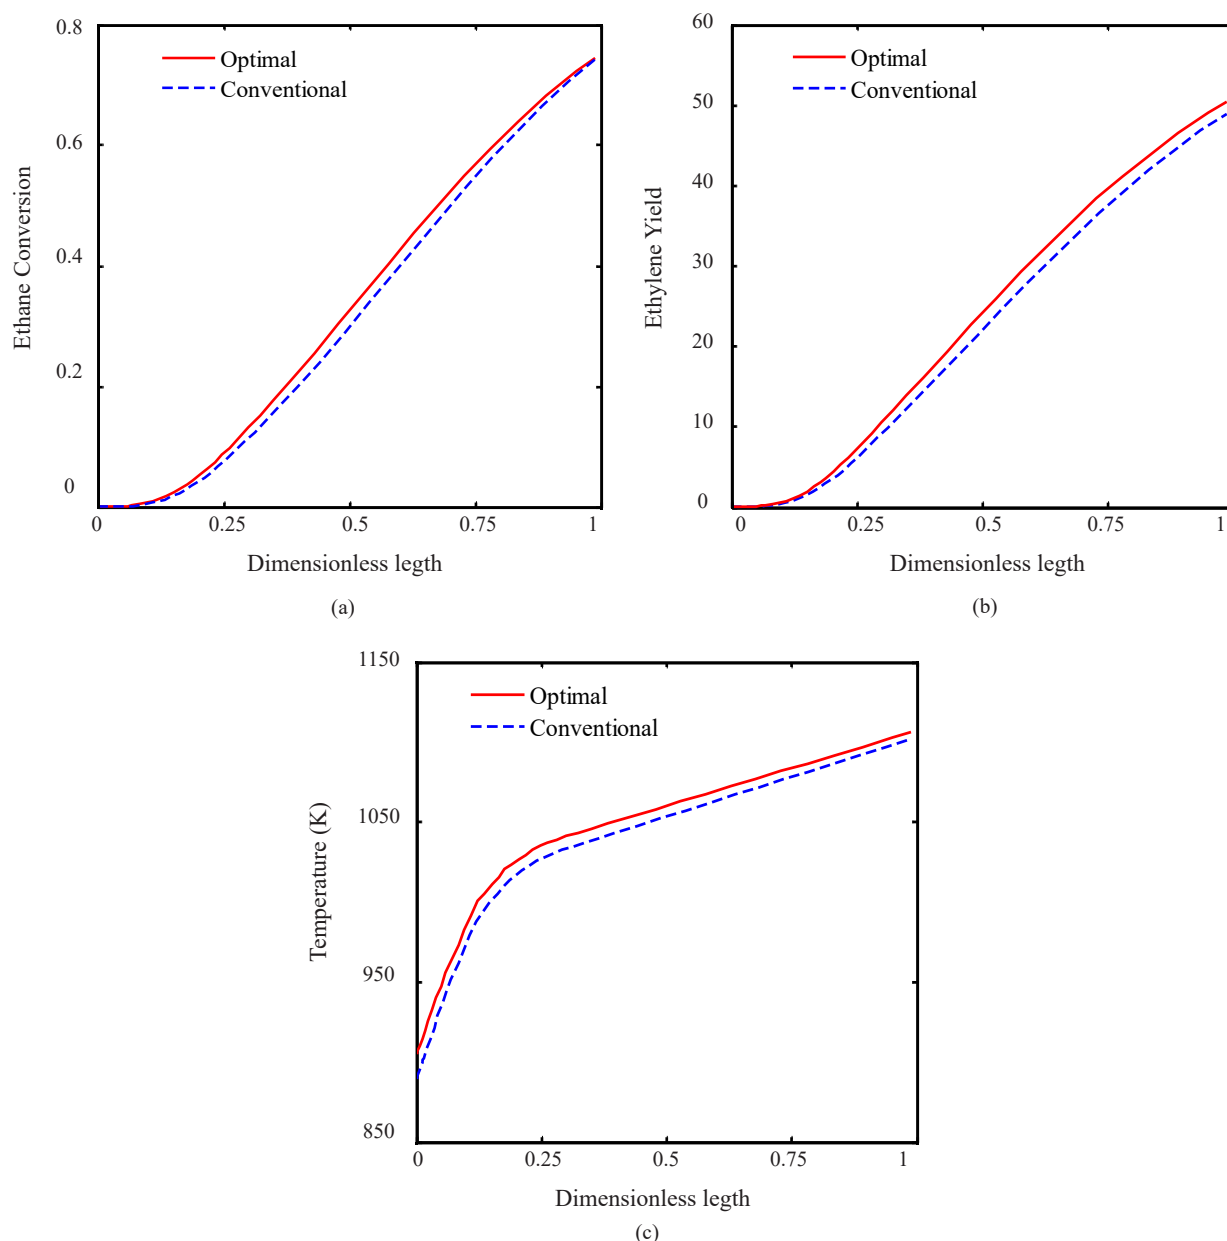 0.8
0.6
0.4
0.2
0
Ethane Conversion
Optimal
Conventional
0 0.25 0.5 0.75 1
Dimensionless legth
(a)
60
50
40
30
20
10
0
Ethylene Yield
Optimal
Conventional
0 0.25 0.5 0.75 1
Dimensionless legth
(b)
1150
1050
950
850
Temperature (K)
Optimal
Conventional
0 0.25 0.5 0.75 1
Dimensionless legth
(c)